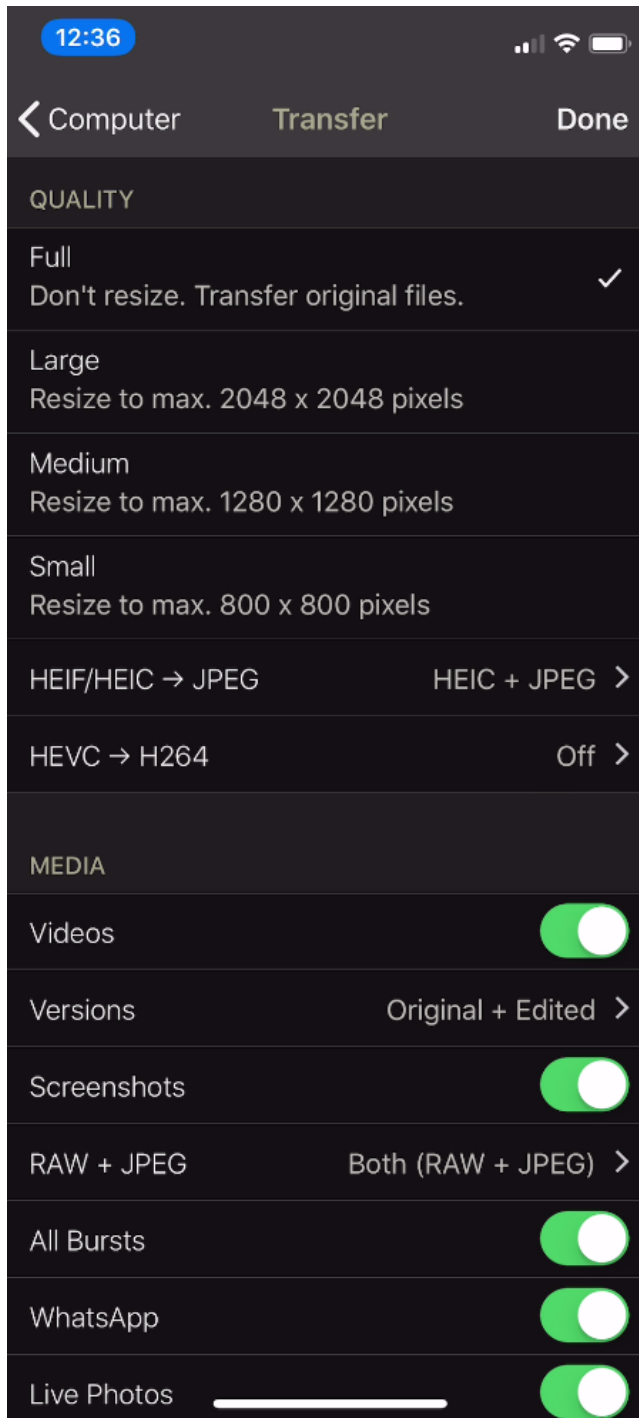 12:36
Computer Transfer Done
QUALITY
Full
Don't resize. Transfer original files.
Large
Resize to max. 2048 x 2048 pixels
Medium
Resize to max. 1280 x 1280 pixels
Small
Resize to max. 800 x 800 pixels
HEIF/HEIC → JPEG HEIC + JPEG
HEVC → H264 Off
MEDIA
Videos
Versions Original + Edited
Screenshots
RAW + JPEG Both (RAW + JPEG)
All Bursts
WhatsApp
Live Photos